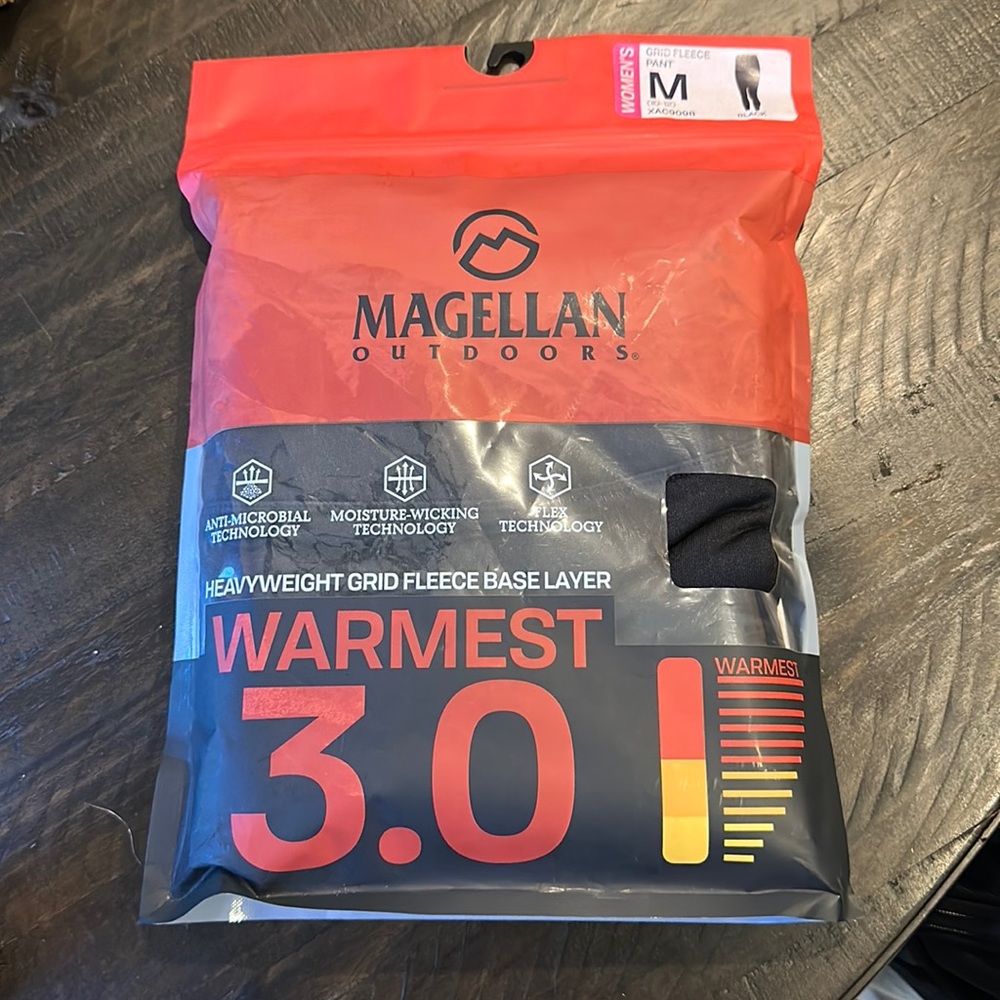 WOMEN'S
GRID FLEECE
PANT
M
BLACK
MAGELLAN
OUTDOORS®
ANTI-MICROBIAL
TECHNOLOGY
MOISTURE-WICKING
TECHNOLOGY
FLEX
TECHNOLOGY
HEAVYWEIGHT GRID FLEECE BASE LAYER
WARMEST
3.0
WARMEST